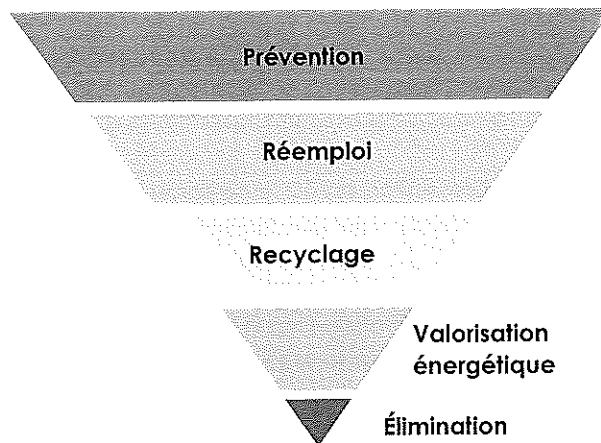 Prévention
Réemploi
Recyclage
Valorisation
énergétique
Élimination